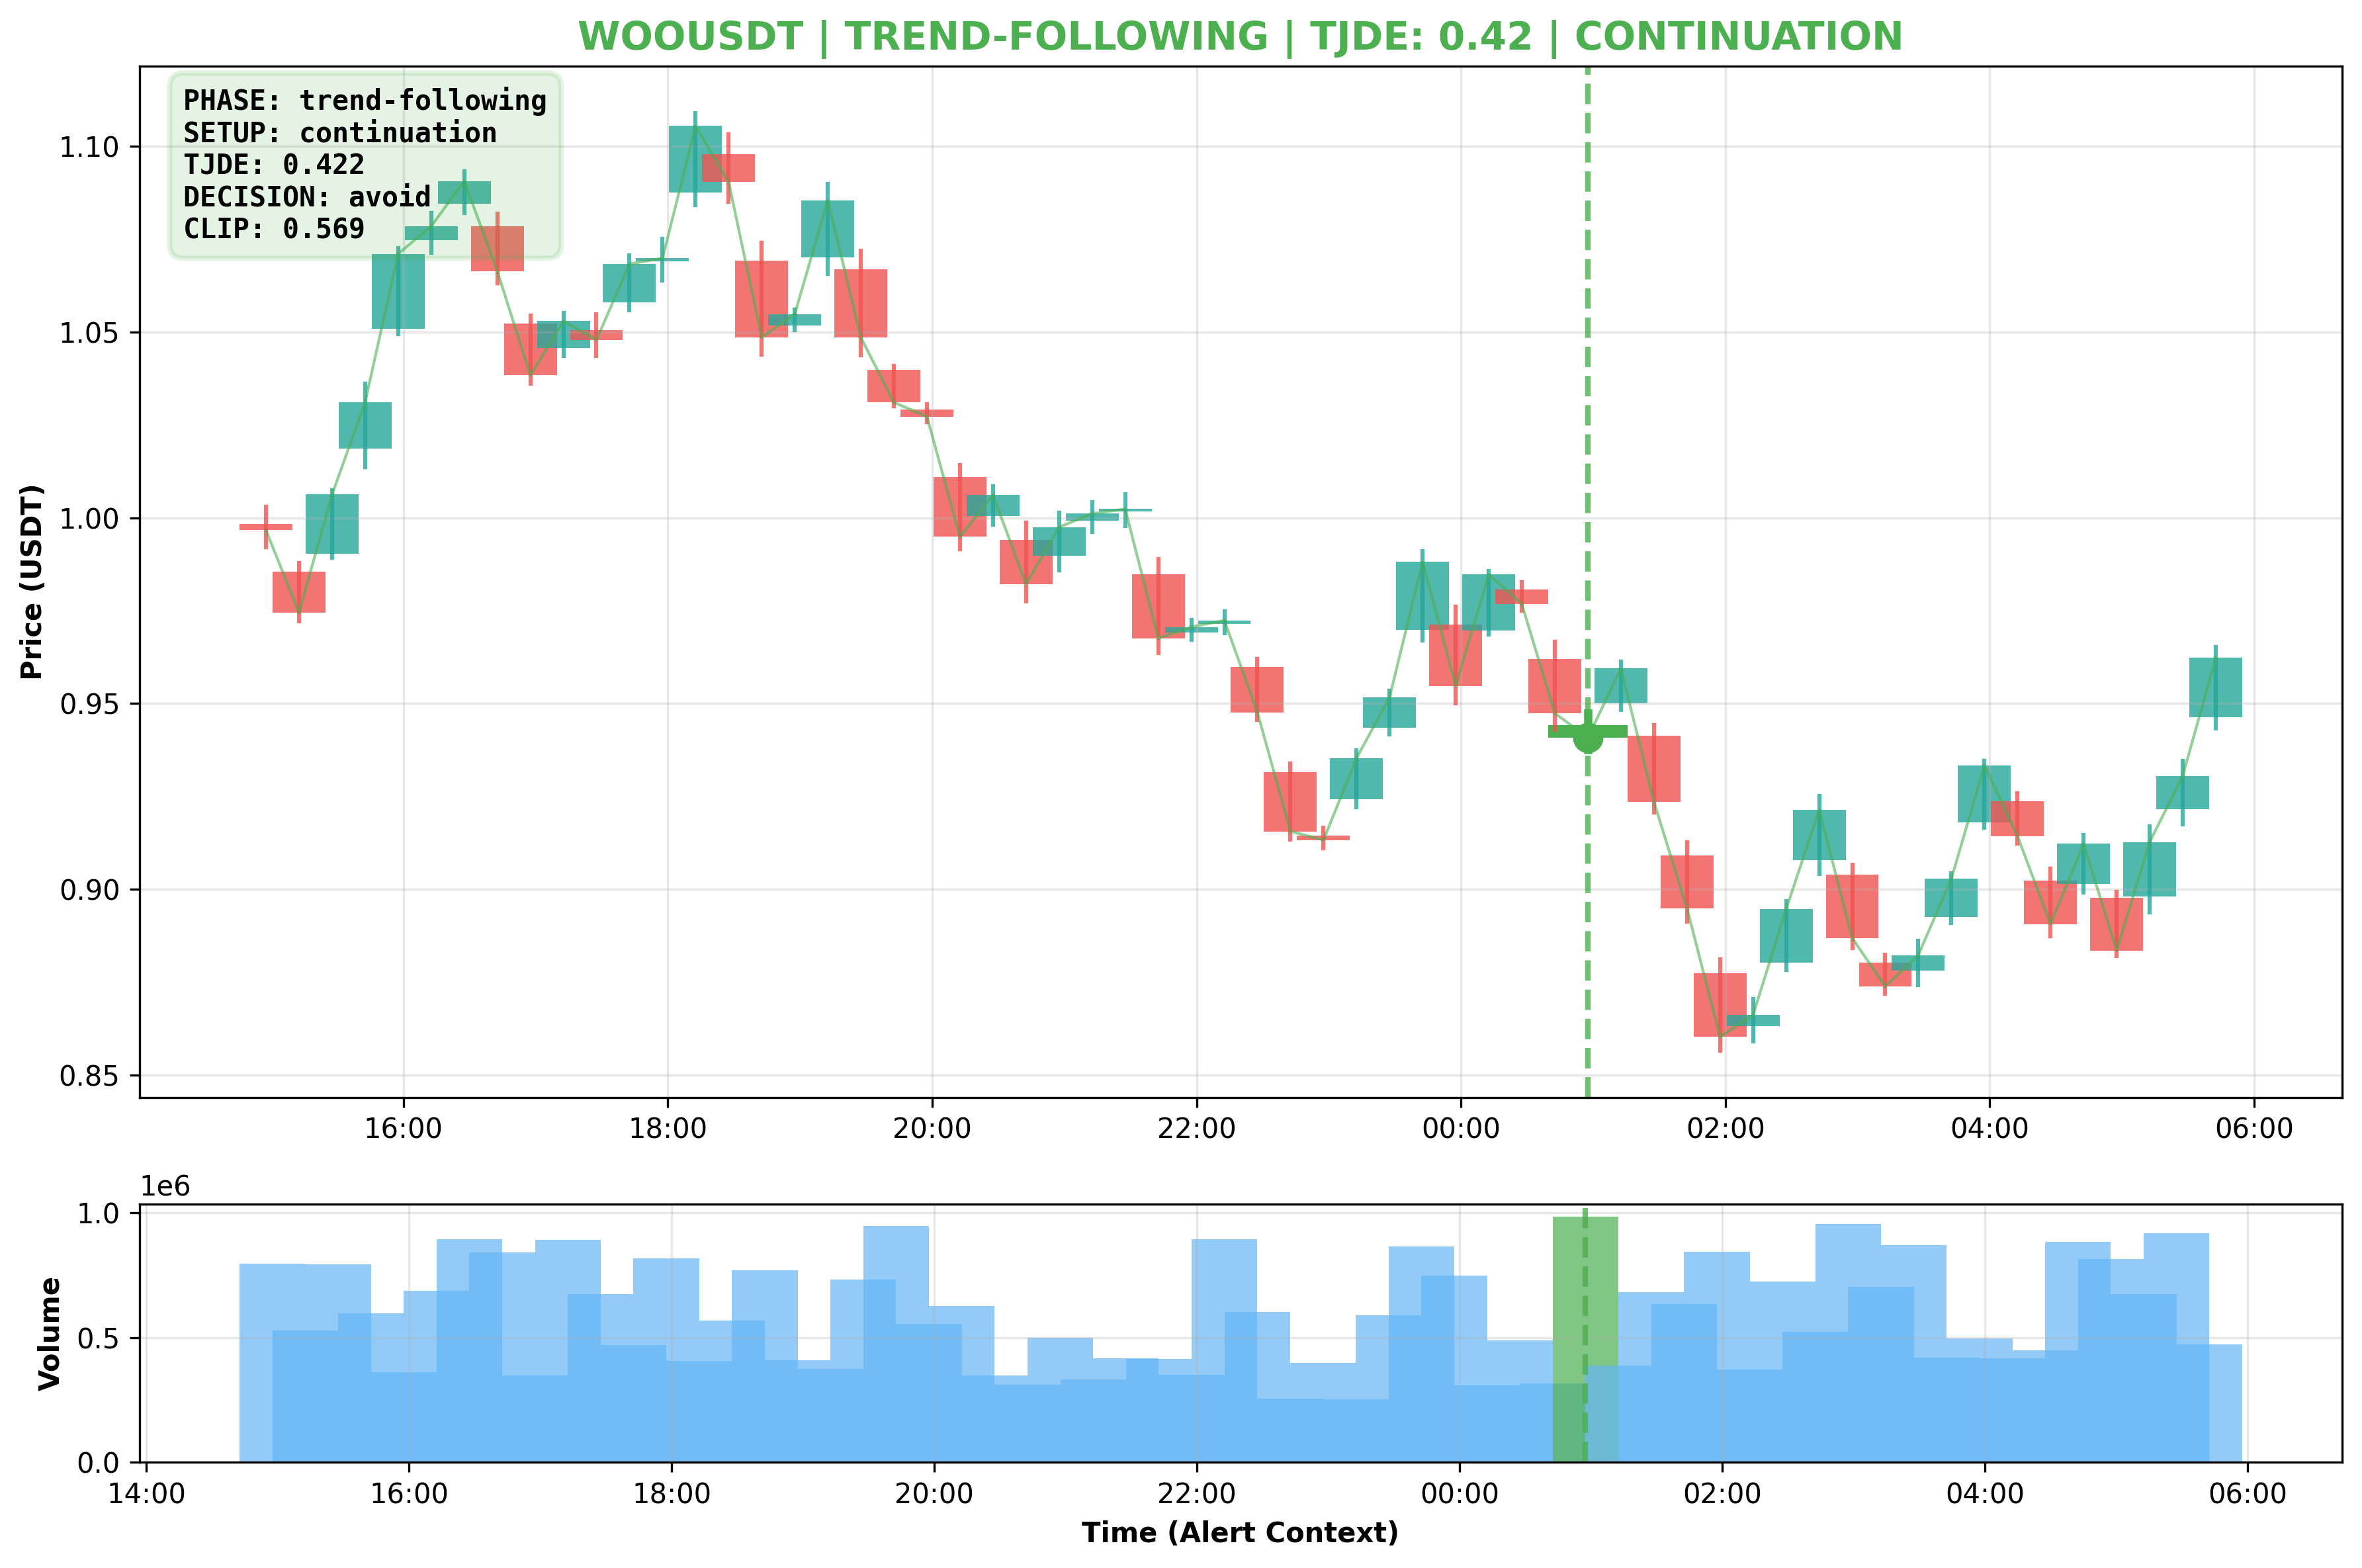 WOOUSDT | TREND-FOLLOWING | TJDE: 0.42 | CONTINUATION
PHASE: trend-following
SETUP: continuation
TJDE: 0.422
DECISION: avoid
CLIP: 0.569
Price (USDT)
1.10
1.05
1.00
0.95
0.90
0.85
16:00 18:00 20:00 22:00 00:00 02:00 04:00 06:00
1e6
Volume
1.0
0.5
0.0
14:00 16:00 18:00 20:00 22:00 00:00 02:00 04:00 06:00
Time (Alert Context)